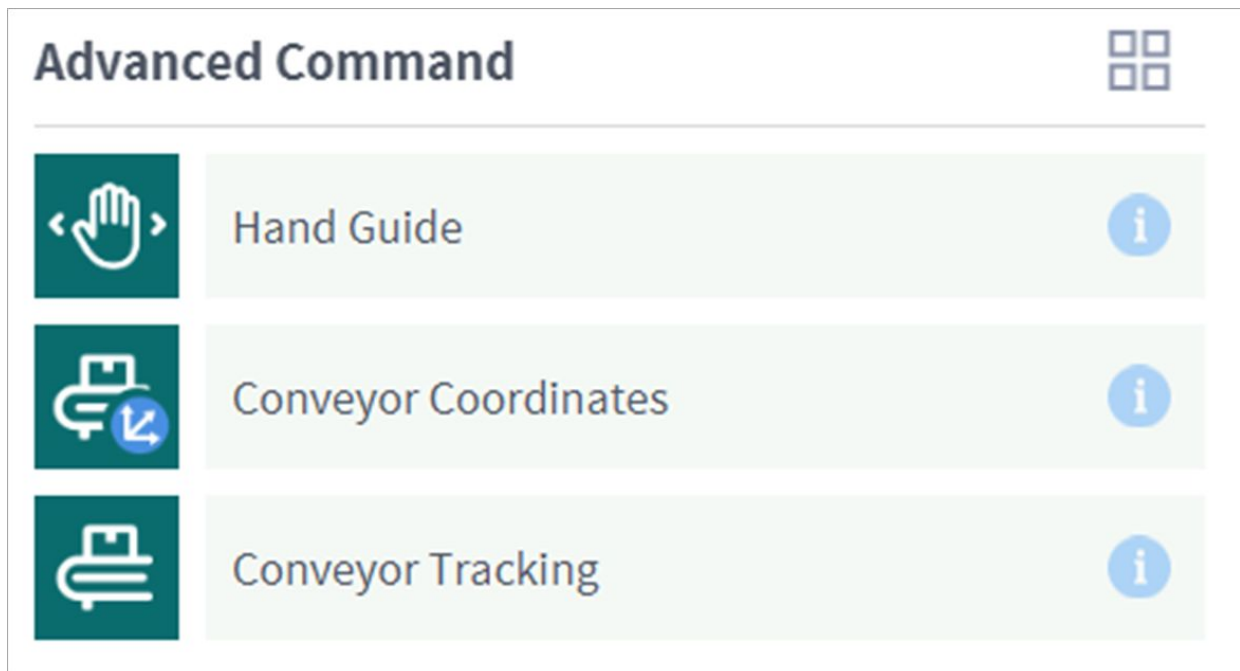 Advanced Command
Hand Guide
Conveyor Coordinates
Conveyor Tracking